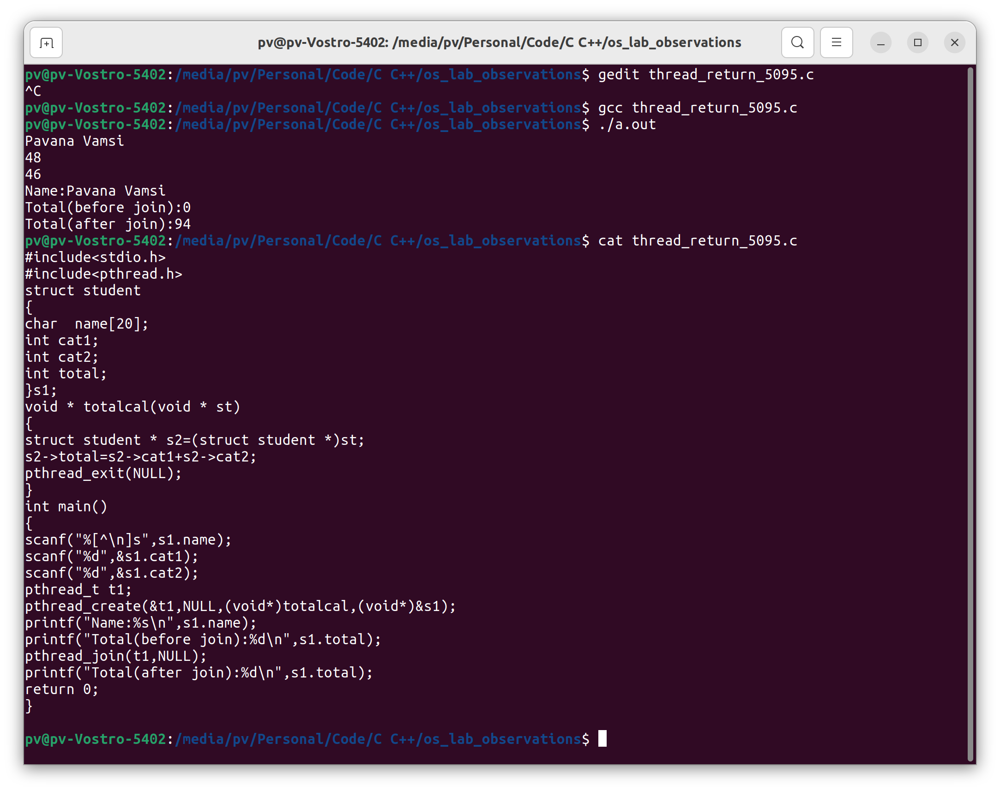 pv@pv-Vostro-5402: /media/pv/Personal/Code/C C++/os_lab_observations
pv@pv-Vostro-5402:/media/pv/Personal/Code/C C++/os_lab_observations$ gedit thread_return_5095.c
^C
pv@pv-Vostro-5402:/media/pv/Personal/Code/C C++/os_lab_observations$ gcc thread_return_5095.c
pv@pv-Vostro-5402:/media/pv/Personal/Code/C C++/os_lab_observations$ ./a.out
Pavana Vamsi
48
46
Name:Pavana Vamsi
Total(before join):0
Total(after join):94
pv@pv-Vostro-5402:/media/pv/Personal/Code/C C++/os_lab_observations$ cat thread_return_5095.c
#include<stdio.h>
#include<pthread.h>
struct student
{
char  name[20];
int cat1;
int cat2;
int total;
}s1;
void * totalcal(void * st)
{
struct student * s2=(struct student *)st;
s2->total=s2->cat1+s2->cat2;
pthread_exit(NULL);
}
int main()
{
scanf("%[^\n]s",s1.name);
scanf("%d",&s1.cat1);
scanf("%d",&s1.cat2);
pthread_t t1;
pthread_create(&t1,NULL,(void*)totalcal,(void*)&s1);
printf("Name:%s\n",s1.name);
printf("Total(before join):%d\n",s1.total);
pthread_join(t1,NULL);
printf("Total(after join):%d\n",s1.total);
return 0;
}
pv@pv-Vostro-5402:/media/pv/Personal/Code/C C++/os_lab_observations$